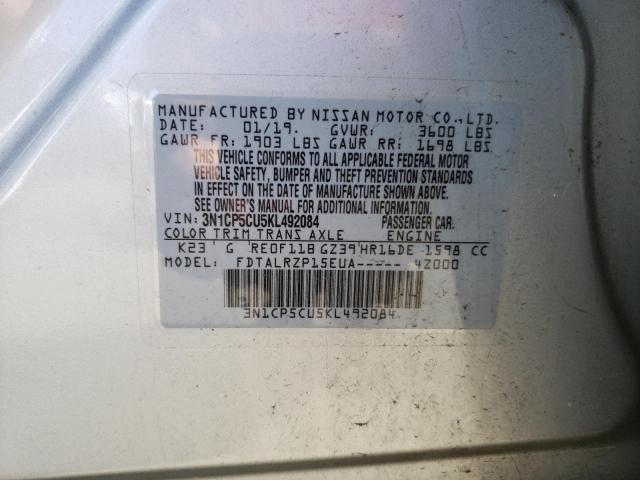 MANUFACTURED BY NISSAN MOTOR CO.,LTD.
DATE: 01/19. GVWR: 3600 LBS
GAWR FR: 1903 LBS GAWR RR: 1698 LBS.
THIS VEHICLE CONFORMS TO ALL APPLICABLE FEDERAL MOTOR
VEHICLE SAFETY, BUMPER AND THEFT PREVENTION STANDARDS
IN EFFECT ON THE DATE OF MANUFACTURE SHOWN ABOVE.
SEE OWNER'S MANUAL FOR ADDITIONAL INFORMATION.
VIN: 3N1CP5CU5KL492084 PASSENGER CAR.
COLOR TRIM TRANS AXLE ENGINE
K23 G RE0F11B GZ39 HR16DE 1598 CC
MODEL: FDTALRZP15EUA----- 4Z000
3N1CP5CU5KL492084